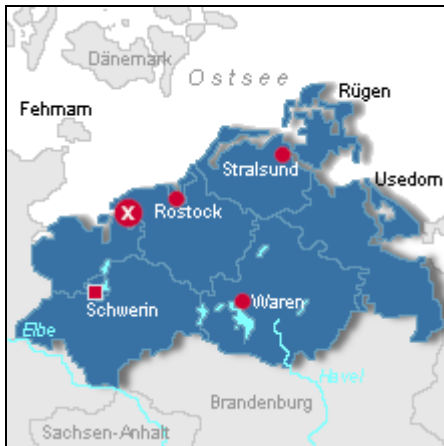 Dänemark
Ostsee
Rügen
Fehmarn
Stralsund
Usedom
X
Rostock
Schwerin
Waren
Elbe
Havel
Brandenburg
Sachsen-Anhalt